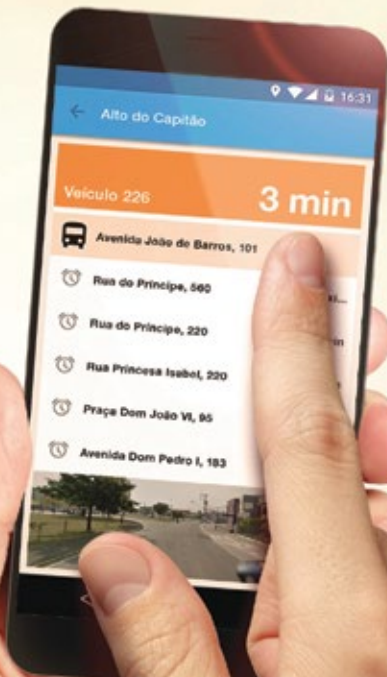 16:31
Alto do Capitão
Veículo 226
3 min
Avenida João de Barros, 101
Rua do Príncipe, 560
Rua do Príncipe, 220
Rua Princesa Isabel, 220
Praça Dom João VI, 95
Avenida Dom Pedro I, 183